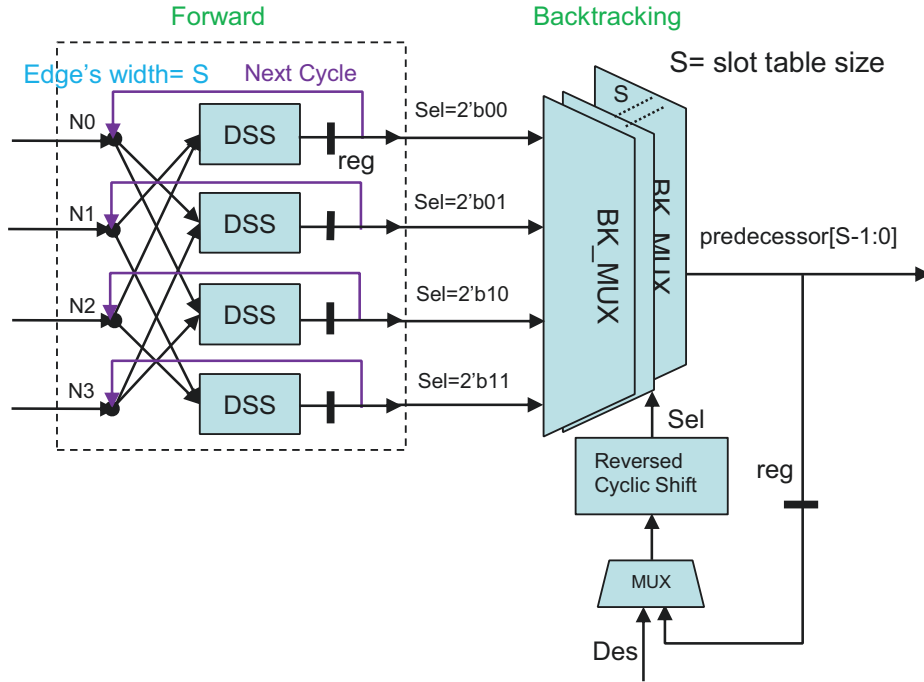 Forward
Backtracking
Edge's width= S
Next Cycle
S= slot table size
S
N0
DSS
reg
Sel=2'b00
N1
DSS
Sel=2'b01
BK_MUX
BK_MUX
predecessor[S-1:0]
N2
DSS
Sel=2'b10
N3
DSS
Sel=2'b11
Sel
Reversed
Cyclic Shift
reg
MUX
Des